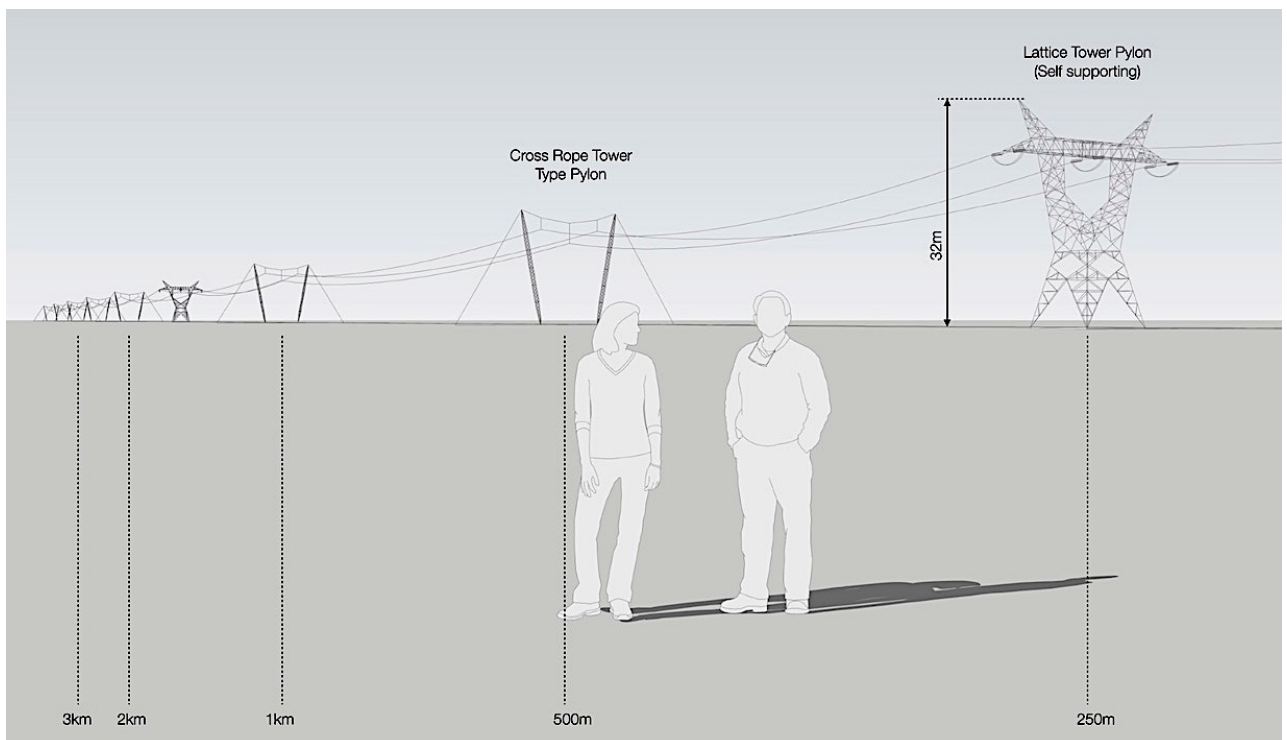 Lattice Tower Pylon
(Self supporting)
Cross Rope Tower
Type Pylon
32m
3km
2km
1km
500m
250m